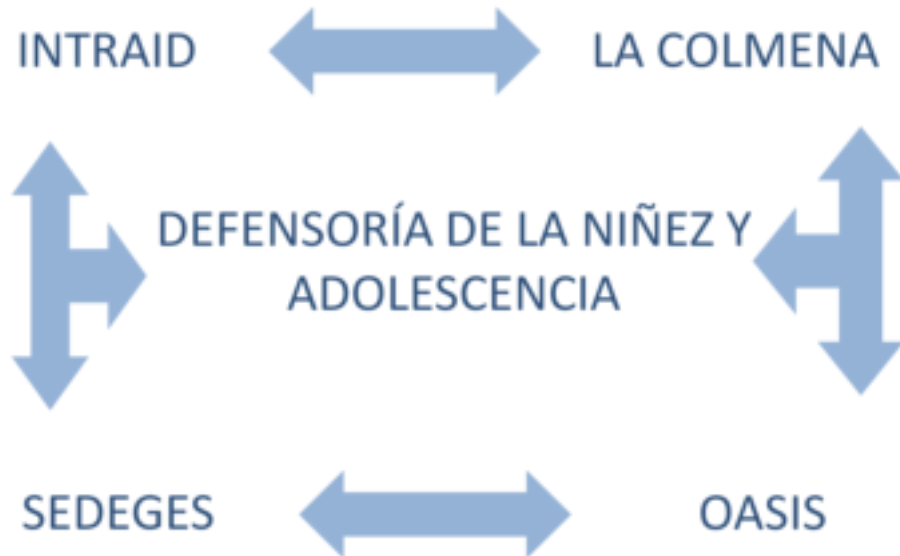 INTRAID
LA COLMENA
DEFENSORÍA DE LA NIÑEZ Y
ADOLESCENCIA
SEDEGES
OASIS